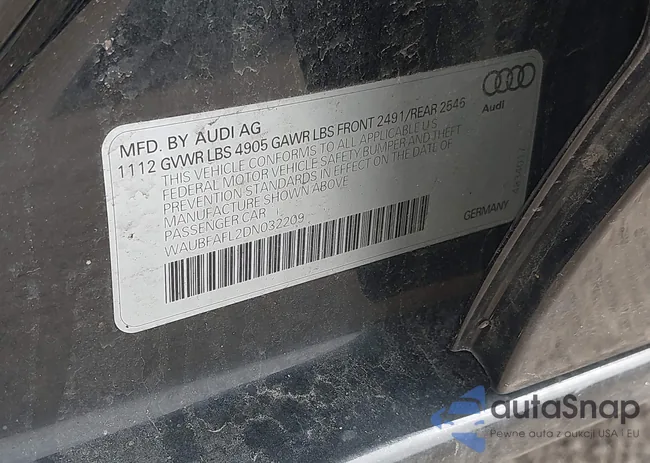 MFD. BY AUDI AG
1112 GVWR LBS 4905 GAWR LBS FRONT 2491/REAR 2645
THIS VEHICLE CONFORMS TO ALL APPLICABLE U.S.
FEDERAL MOTOR VEHICLE SAFETY BUMPER AND THEFT
PREVENTION STANDARDS IN EFFECT ON THE DATE OF
MANUFACTURE SHOWN ABOVE
PASSENGER CAR
WAUBFAFL2DN032209
Audi
GERMANY
autaSnap
Pewne auta z aukcji USA i EU